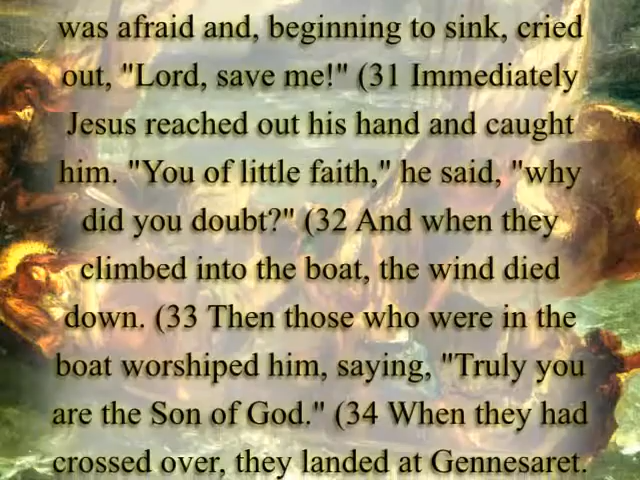 was afraid and, beginning to sink, cried
out, "Lord, save me!" (31 Immediately
Jesus reached out his hand and caught
him. "You of little faith," he said, "why
did you doubt?" (32 And when they
climbed into the boat, the wind died
down. (33 Then those who were in the
boat worshiped him, saying, "Truly you
are the Son of God." (34 When they had
crossed over, they landed at Gennesaret.